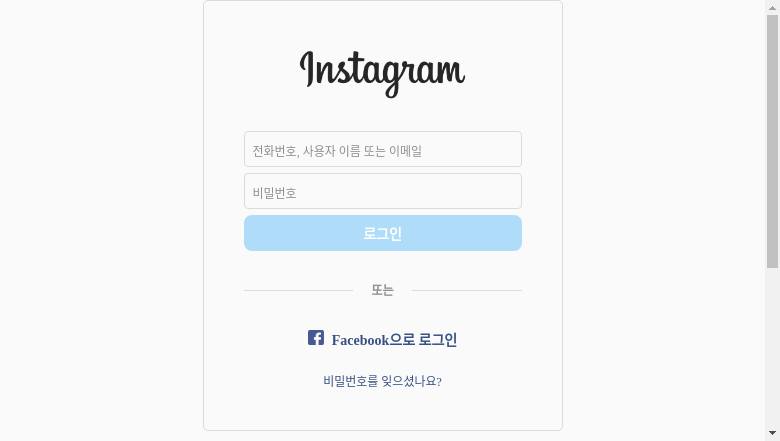 Instagram
전화번호, 사용자 이름 또는 이메일
비밀번호
로그인
또는
Facebook으로 로그인
비밀번호를 잊으셨나요?